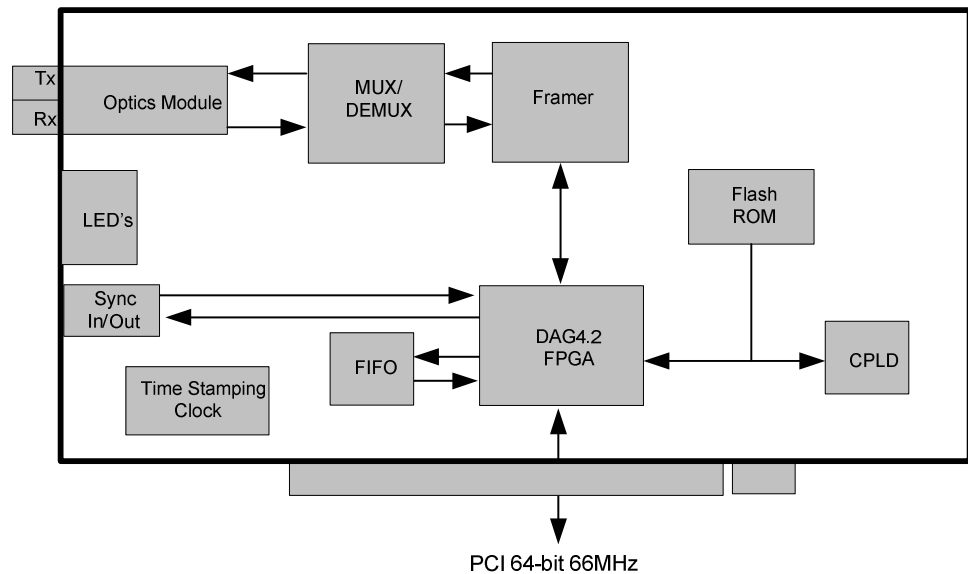 Tx
Rx
Optics Module
MUX/
DEMUX
Framer
LED's
Flash
ROM
Sync
In/Out
DAG4.2
FPGA
FIFO
CPLD
Time Stamping
Clock
PCI 64-bit 66MHz